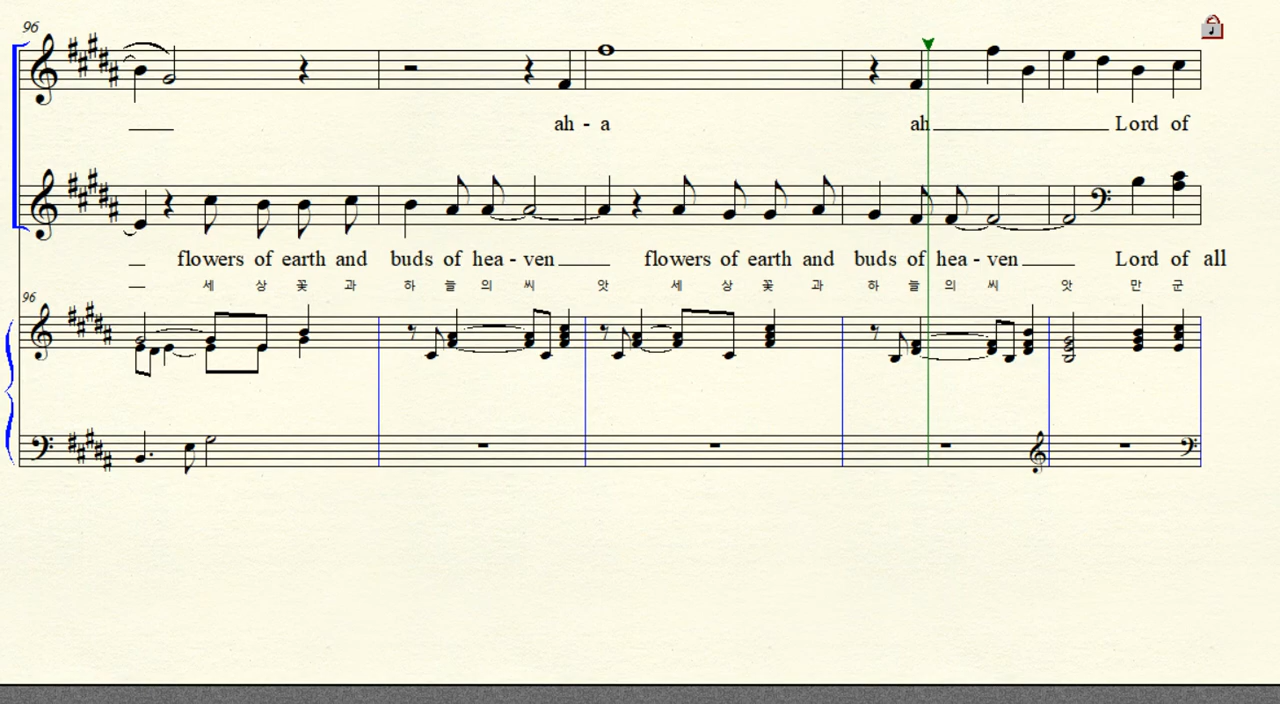 96
ah - a ah Lord of
flowers of earth and buds of hea - ven flowers of earth and buds of hea - ven Lord of all
세 상 꽃 과 하 늘 의 씨 앗 세 상 꽃 과 하 늘 의 씨 앗 만 군
96